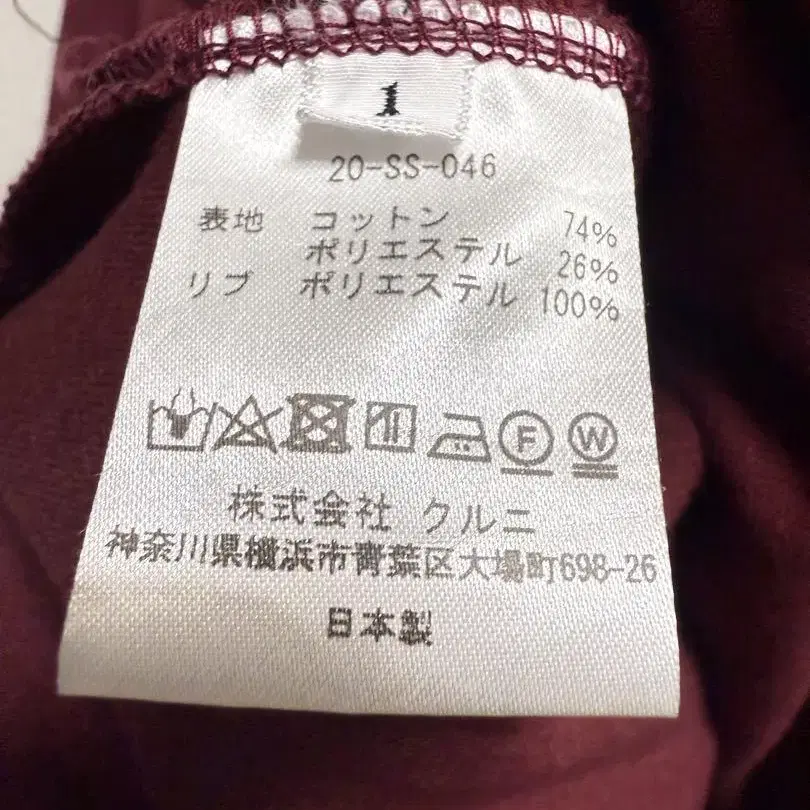 1
20-SS-046
表地 コットン 74%
ポリエステル 26%
リブ ポリエステル 100%
F W
株式会社 クルニ
神奈川県横浜市青葉区大場町698-26
日本製